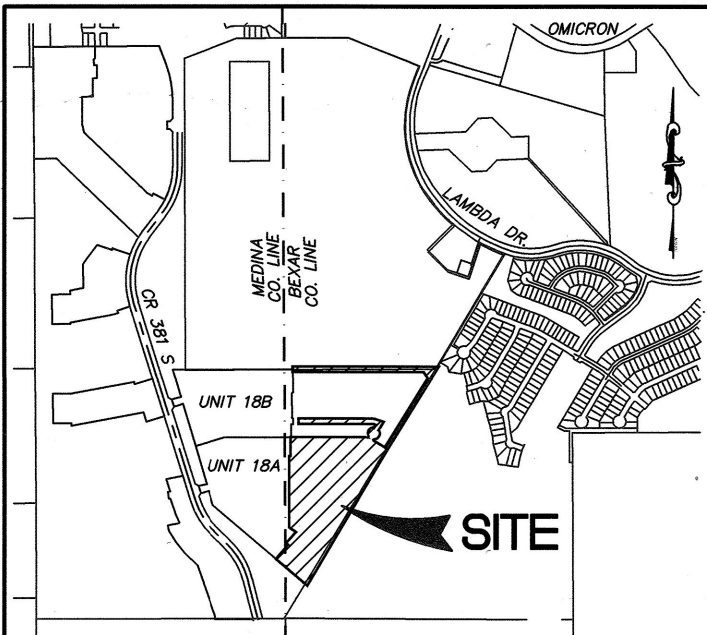 OMICRON
LAMBDA DR.
MEDINA
CO. LINE
BEXAR
CO. LINE
CR 381 S
UNIT 18B
UNIT 18A
SITE